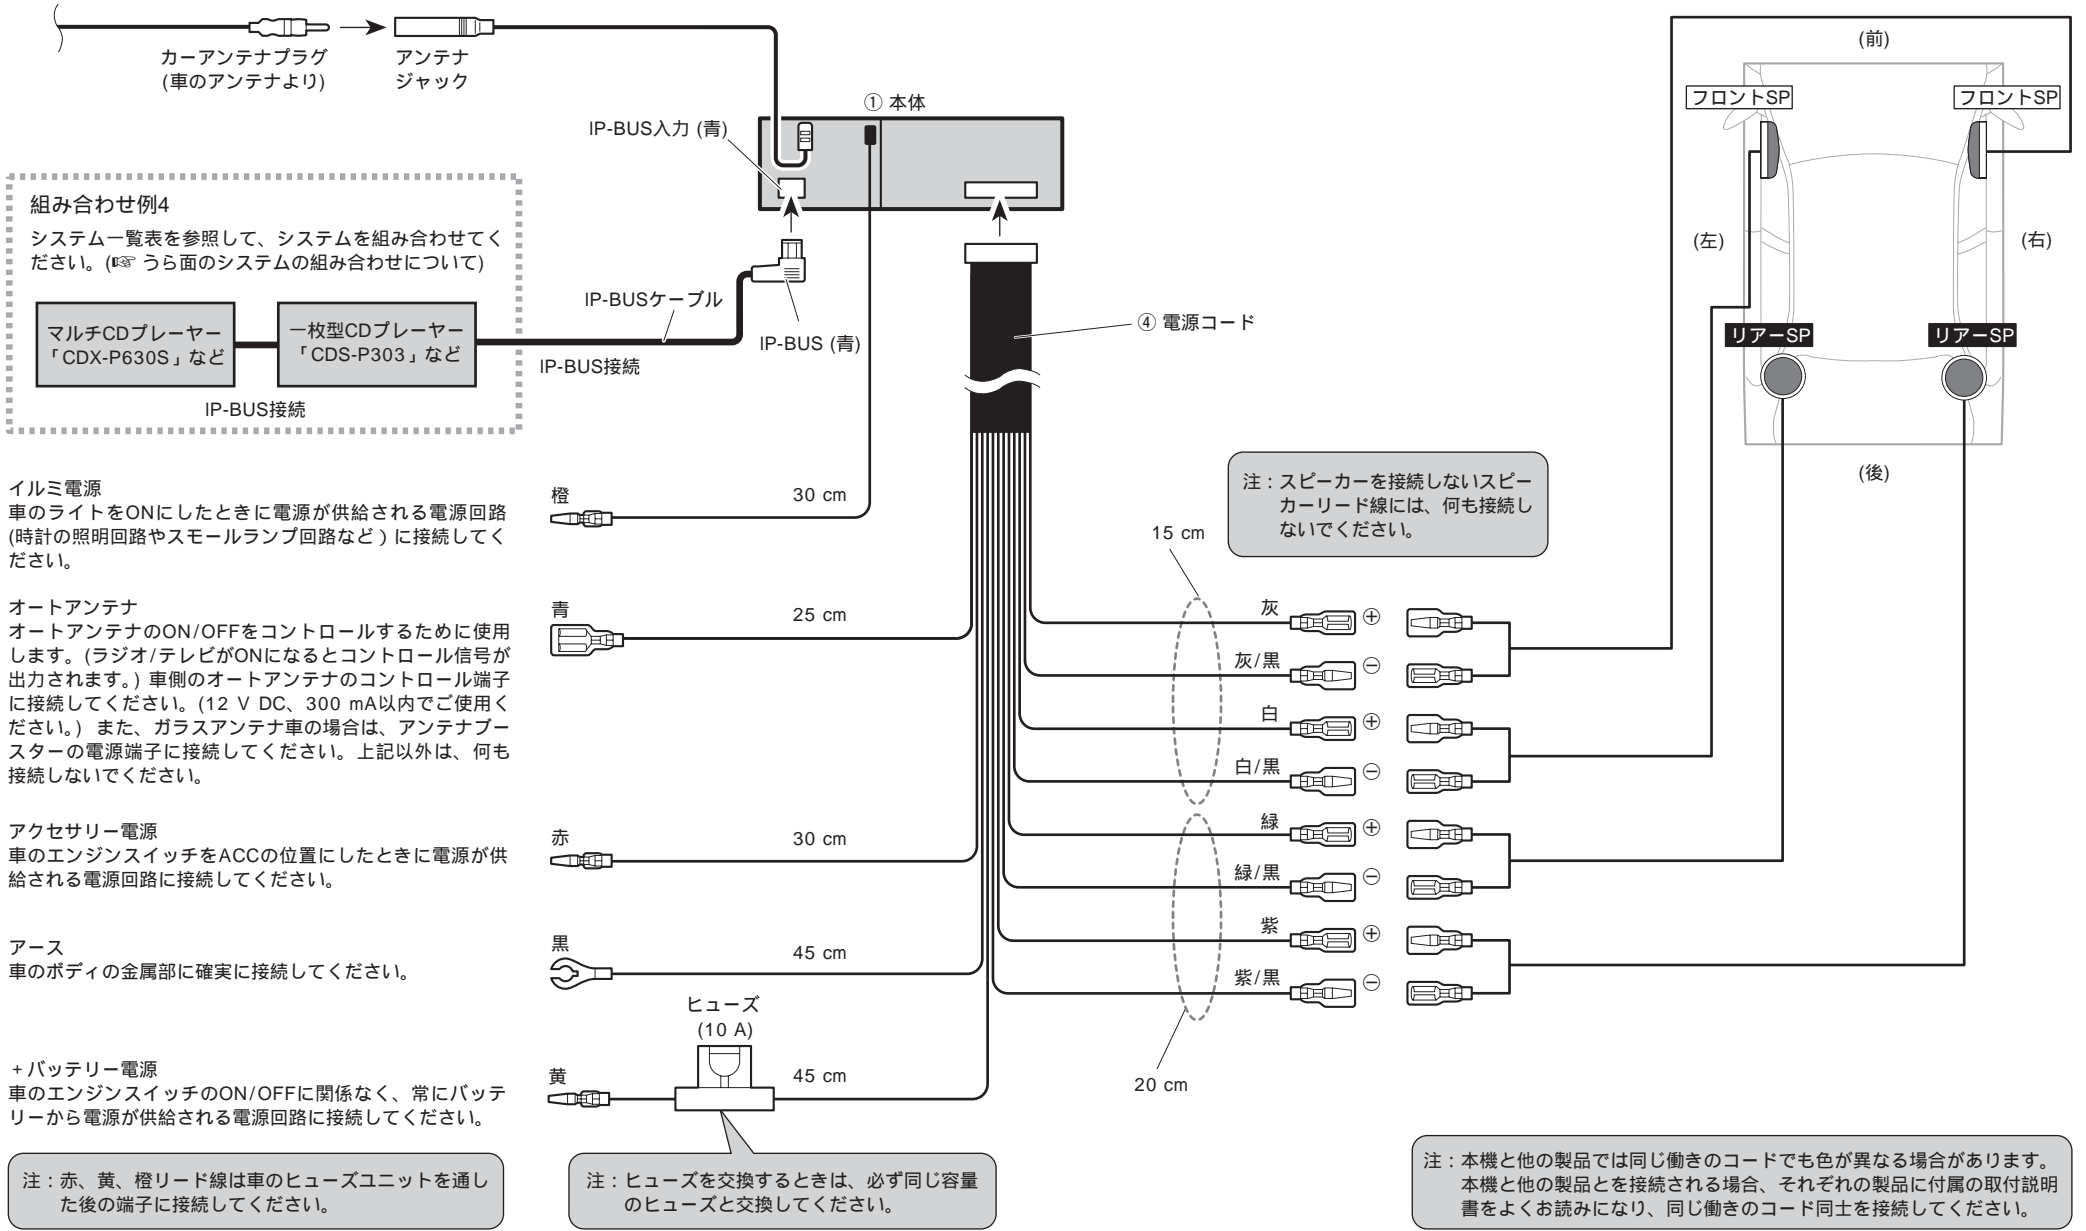 カーアンテナプラグ
(車のアンテナより)
アンテナ
ジャック
① 本体
IP-BUS入力 (青)
(前)
フロントSP
フロントSP
(左)
(右)
リアーSP
リアーSP
(後)
組み合わせ例4
システム一覧表を参照して、システムを組み合わせてく
ださい。(☞ うら面のシステムの組み合わせについて)
マルチCDプレーヤー
「CDX-P630S」など
一枚型CDプレーヤー
「CDS-P303」など
IP-BUS接続
IP-BUSケーブル
IP-BUS (青)
IP-BUS接続
④ 電源コード
イルミ電源
車のライトをONにしたときに電源が供給される電源回路
(時計の照明回路やスモールランプ回路など)に接続してく
ださい。
橙
30 cm
オートアンテナ
オートアンテナのON/OFFをコントロールするために使用
します。(ラジオ/テレビがONになるとコントロール信号が
出力されます。) 車側のオートアンテナのコントロール端子
に接続してください。(12 V DC、300 mA以内でご使用く
ださい。) また、ガラスアンテナ車の場合は、アンテナブー
スターの電源端子に接続してください。上記以外は、何も
接続しないでください。
青
25 cm
アクセサリー電源
車のエンジンスイッチをACCの位置にしたときに電源が供
給される電源回路に接続してください。
赤
30 cm
アース
車のボディの金属部に確実に接続してください。
黒
45 cm
ヒューズ
(10 A)
+バッテリー電源
車のエンジンスイッチのON/OFFに関係なく、常にバッテ
リーから電源が供給される電源回路に接続してください。
黄
45 cm
注:スピーカーを接続しないスピー
カーリード線には、何も接続し
ないでください。
15 cm
灰 ⊕
灰/黒 ⊖
白 ⊕
白/黒 ⊖
緑 ⊕
緑/黒 ⊖
紫 ⊕
紫/黒 ⊖
20 cm
注:赤、黄、橙リード線は車のヒューズユニットを通し
た後の端子に接続してください。
注:ヒューズを交換するときは、必ず同じ容量
のヒューズと交換してください。
注:本機と他の製品では同じ働きのコードでも色が異なる場合があります。
本機と他の製品とを接続される場合、それぞれの製品に付属の取付説明
書をよくお読みになり、同じ働きのコード同士を接続してください。